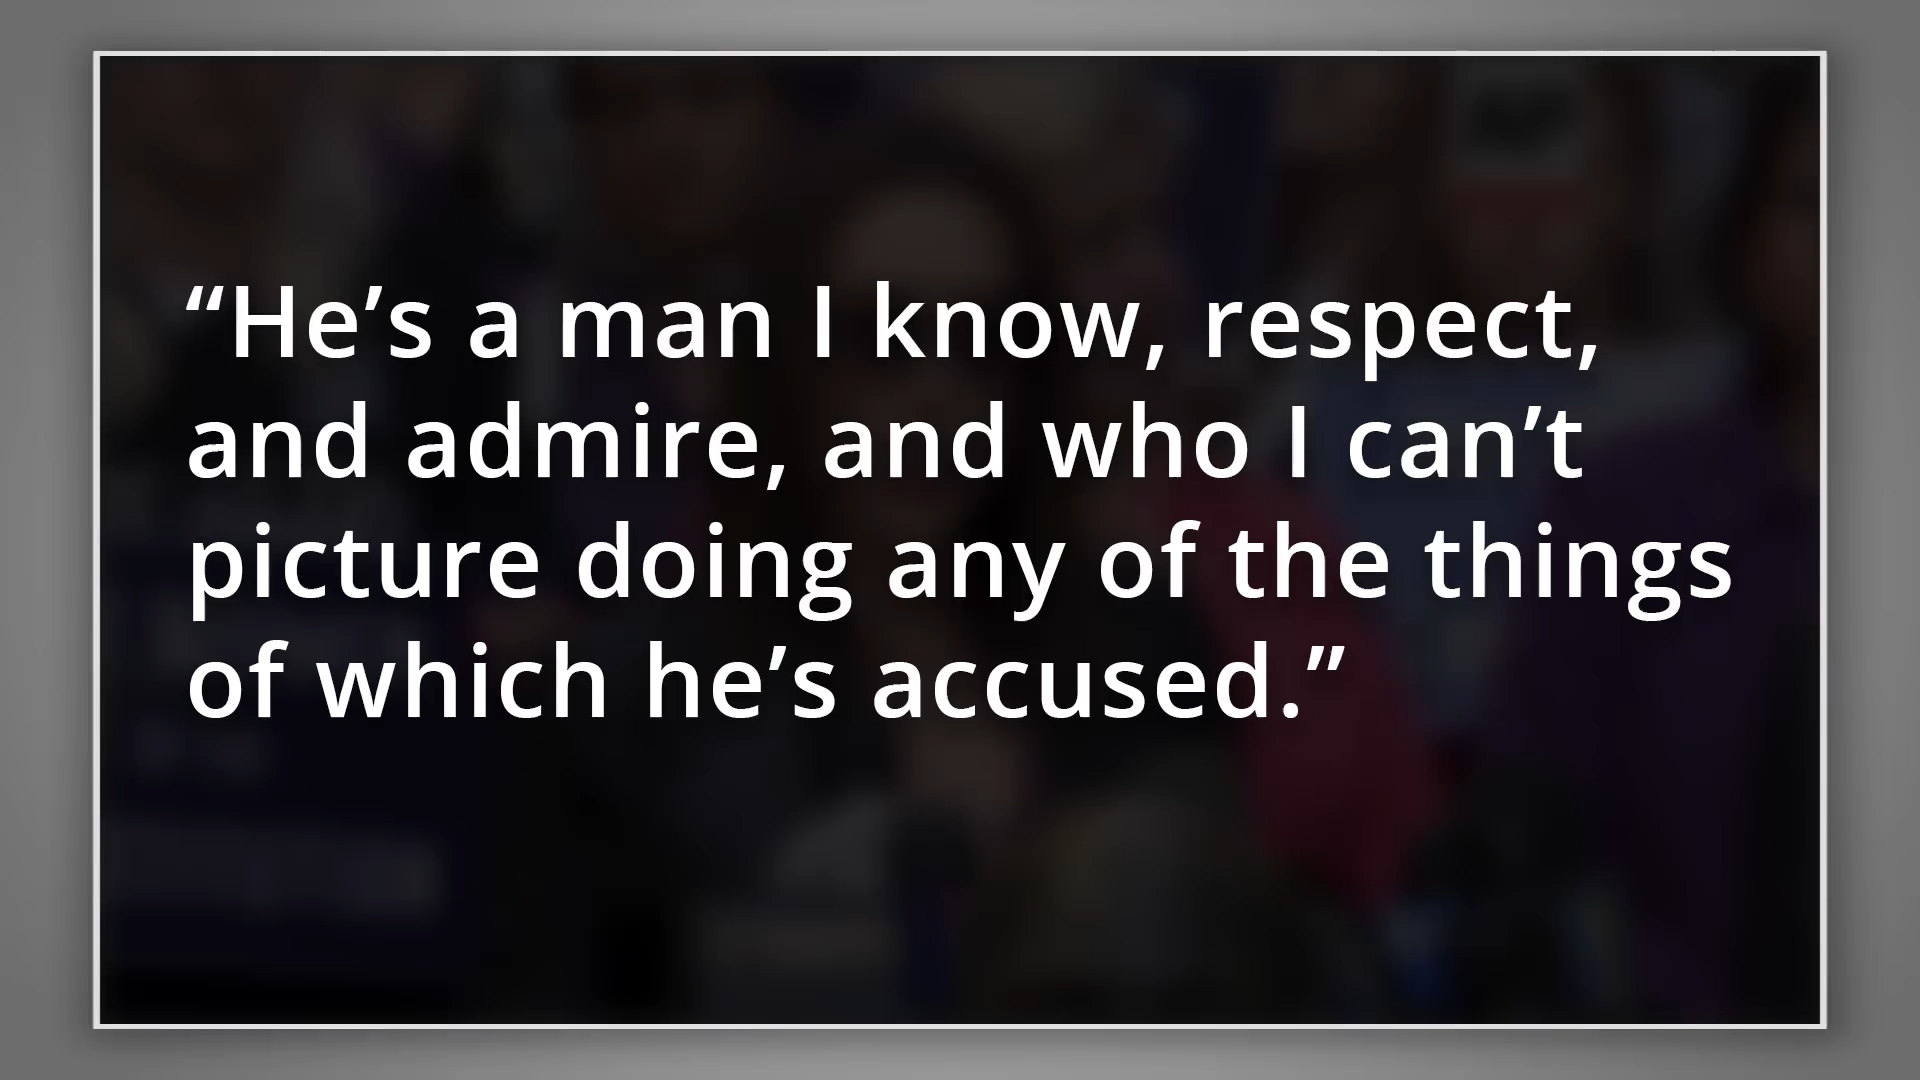 “He’s a man I know, respect,
and admire, and who I can’t
picture doing any of the things
of which he’s accused.”